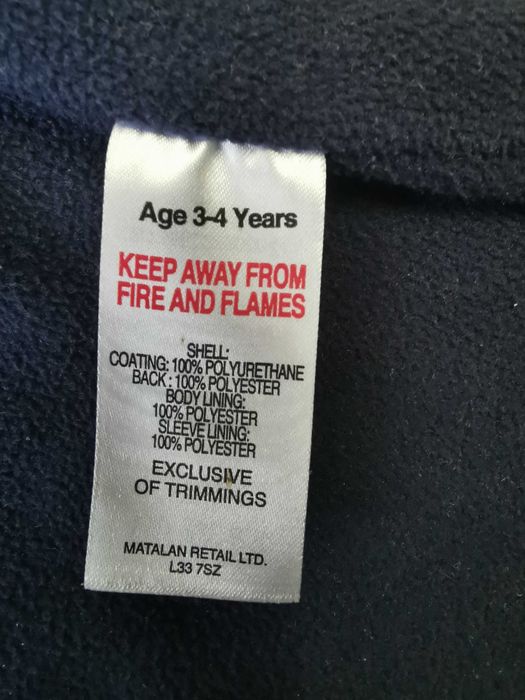 Age 3-4 Years
KEEP AWAY FROM
FIRE AND FLAMES
SHELL:
COATING: 100% POLYURETHANE
BACK : 100% POLYESTER
BODY LINING:
100% POLYESTER
SLEEVE LINING:
100% POLYESTER
EXCLUSIVE
OF TRIMMINGS
MATALAN RETAIL LTD.
L33 7SZ